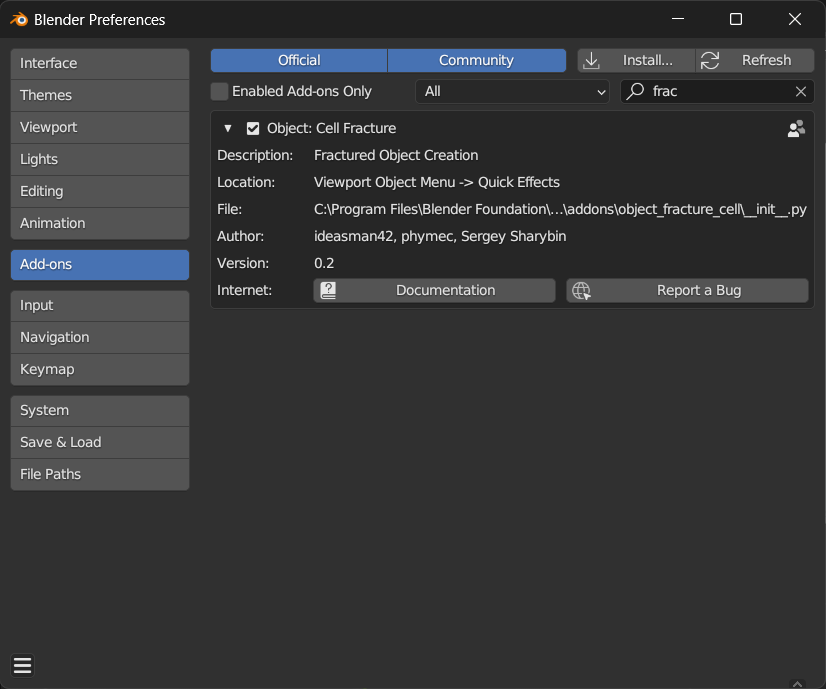 Blender Preferences
Interface
Themes
Viewport
Lights
Editing
Animation
Add-ons
Input
Navigation
Keymap
System
Save & Load
File Paths
Official Community Install... Refresh
Enabled Add-ons Only All frac
Object: Cell Fracture
Description: Fractured Object Creation
Location: Viewport Object Menu -> Quick Effects
File: C:\Program Files\Blender Foundation\...\addons\object_fracture_cell\__init__.py
Author: ideasman42, phymec, Sergey Sharybin
Version: 0.2
Internet: Documentation Report a Bug